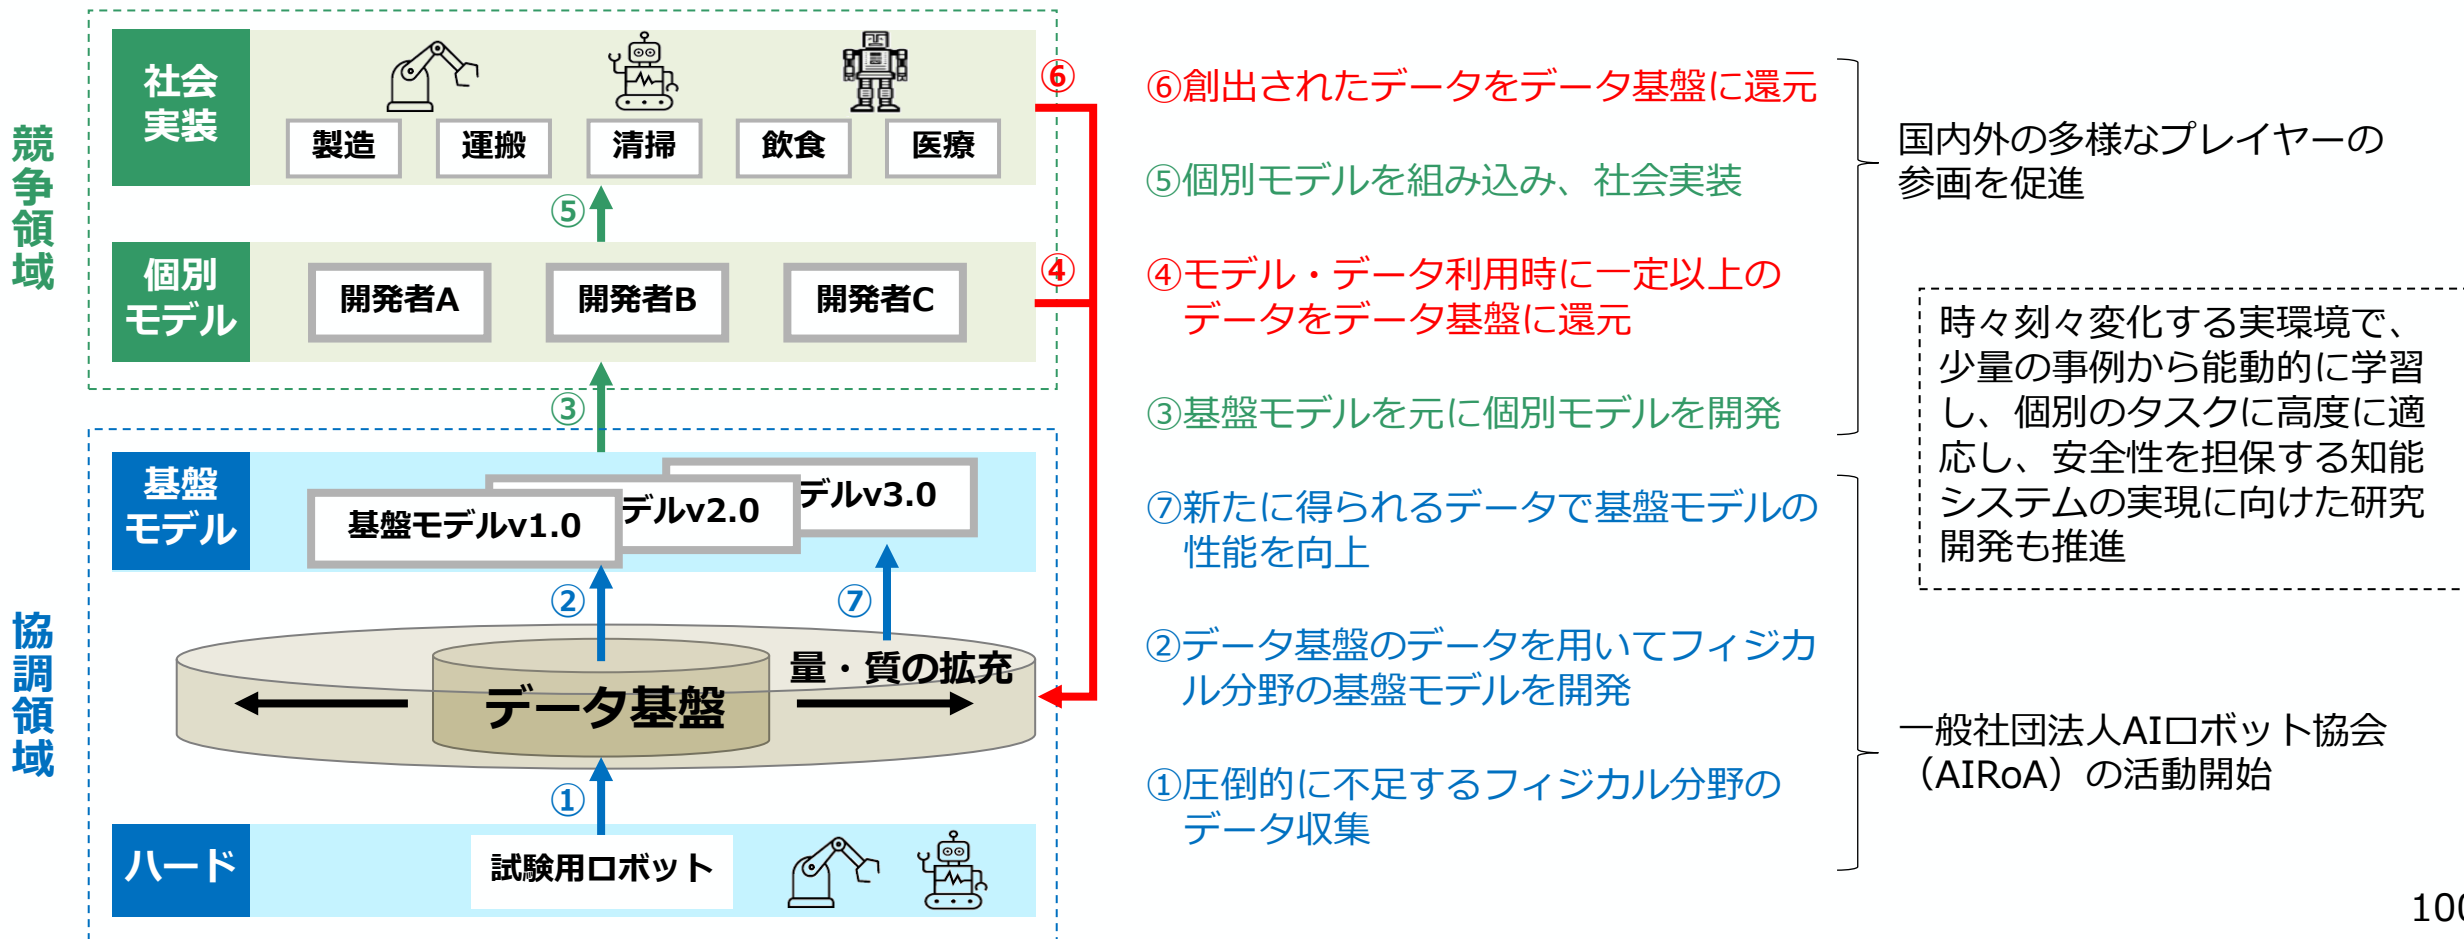 競争領域
社会
実装
製造
運搬
清掃
飲食
医療
⑥
⑤
個別
モデル
開発者A
開発者B
開発者C
④
③
協調領域
基盤
モデル
基盤モデルv1.0
デルv2.0
デルv3.0
②
⑦
量・質の拡充
データ基盤
①
ハード
試験用ロボット
⑥創出されたデータをデータ基盤に還元
⑤個別モデルを組み込み、社会実装
④モデル・データ利用時に一定以上の
データをデータ基盤に還元
③基盤モデルを元に個別モデルを開発
⑦新たに得られるデータで基盤モデルの
性能を向上
②データ基盤のデータを用いてフィジカ
ル分野の基盤モデルを開発
①圧倒的に不足するフィジカル分野の
データ収集
国内外の多様なプレイヤーの
参画を促進
時々刻々変化する実環境で、
少量の事例から能動的に学習
し、個別のタスクに高度に適
応し、安全性を担保する知能
システムの実現に向けた研究
開発も推進
一般社団法人AIロボット協会
（AIRoA）の活動開始
100